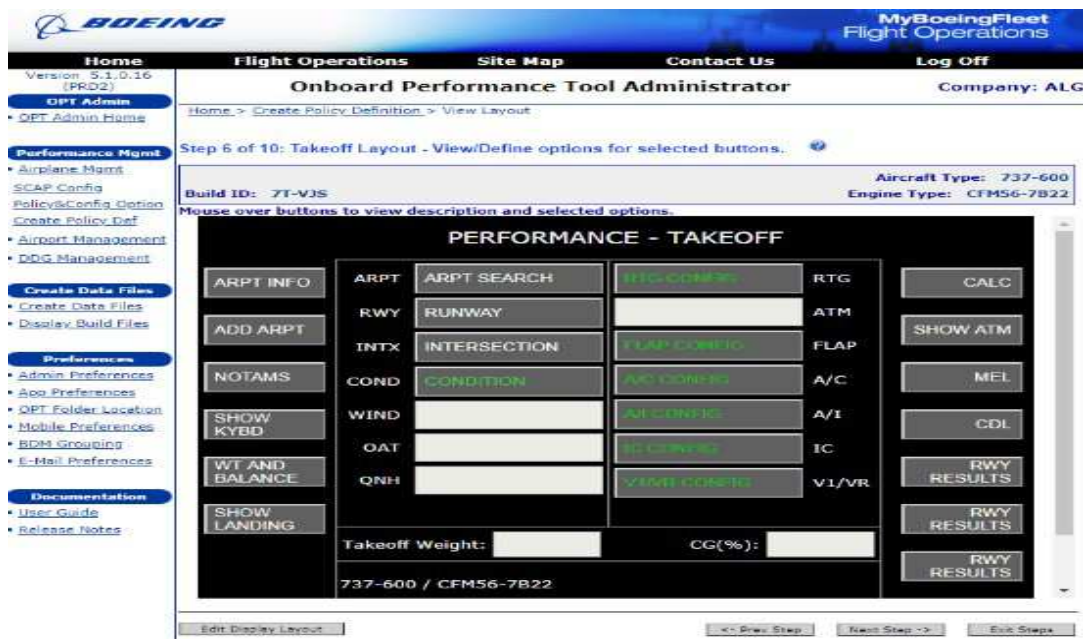 BOEING
MyBoeingFleet
Flight Operations
Home Flight Operations Site Map Contact Us Log Off
Version 5.1.0.16
(PRD2)
OPT Admin
OPT Admin Home
Performance Mgmt
Airplane Mgmt
SCAP Config
Policy&Config Option
Create Policy Def
Airport Management
DDG Management
Create Data Files
Create Data Files
Display Build Files
Preferences
Admin Preferences
App Preferences
OPT Folder Location
Mobile Preferences
BDM Grouping
E-Mail Preferences
Documentation
User Guide
Release Notes
Onboard Performance Tool Administrator
Company: ALG
Home > Create Policy Definition > View Layout
Step 6 of 10: Takeoff Layout - View/Define options for selected buttons.
Aircraft Type: 737-600
Build ID: 7T-VJS Engine Type: CFM56-7B22
Mouse over buttons to view description and selected options.
PERFORMANCE - TAKEOFF
ARPT INFO
ADD ARPT
NOTAMS
SHOW
KYBD
WT AND
BALANCE
SHOW
LANDING
ARPT ARPT SEARCH
RWY RUNWAY
INTX INTERSECTION
COND CONDITION
WIND
OAT
QNH
RTG CONFIG RTG
ATM
FLAP CONFIG FLAP
A/C CONFIG A/C
A/I CONFIG A/I
IC CONFIG IC
V1/VR CONFIG V1/VR
CALC
SHOW ATM
MEL
CDL
RWY
RESULTS
RWY
RESULTS
RWY
RESULTS
Takeoff Weight: CG(%):
737-600 / CFM56-7B22
Edit Display Layout <- Prev Step Next Step -> Exit Steps